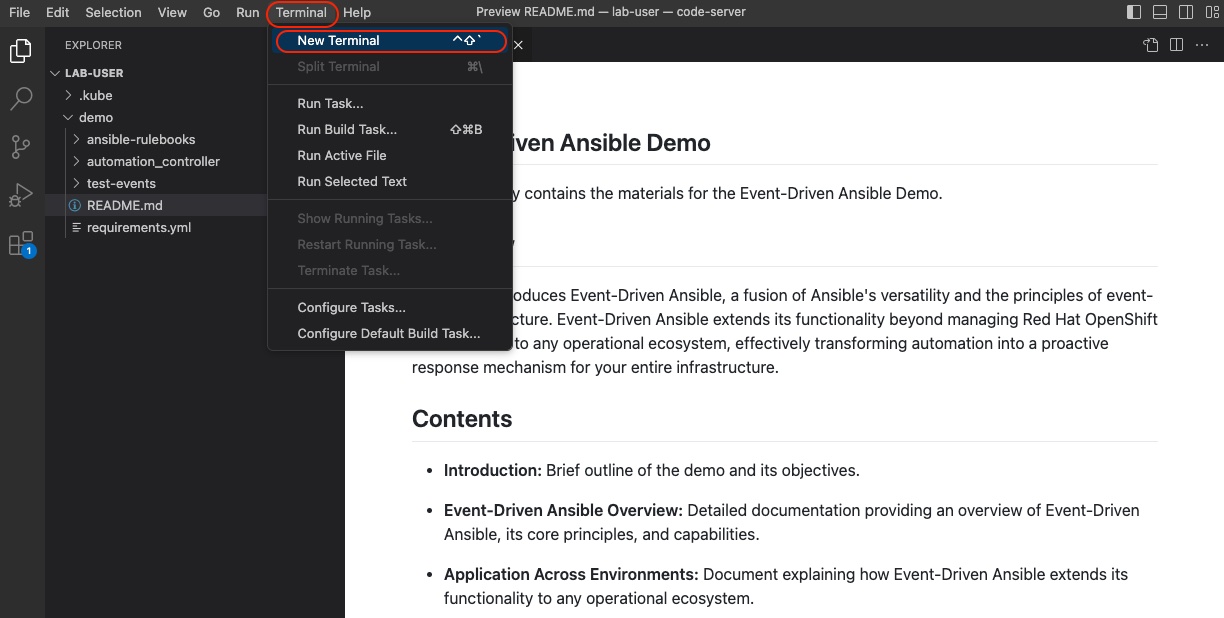 File Edit Selection View Go Run Terminal Help Preview README.md — lab-user — code-server
EXPLORER
LAB-USER
.kube
demo
ansible-rulebooks
automation_controller
test-events
README.md
requirements.yml
1
New Terminal ⌃⇧`
Split Terminal ⌘\
Run Task...
Run Build Task... ⇧⌘B
Run Active File
Run Selected Text
Show Running Tasks...
Restart Running Task...
Terminate Task...
Configure Tasks...
Configure Default Build Task...
iven Ansible Demo
y contains the materials for the Event-Driven Ansible Demo.
oduces Event-Driven Ansible, a fusion of Ansible's versatility and the principles of event-
cture. Event-Driven Ansible extends its functionality beyond managing Red Hat OpenShift
to any operational ecosystem, effectively transforming automation into a proactive
response mechanism for your entire infrastructure.
Contents
• Introduction: Brief outline of the demo and its objectives.
• Event-Driven Ansible Overview: Detailed documentation providing an overview of Event-Driven
Ansible, its core principles, and capabilities.
• Application Across Environments: Document explaining how Event-Driven Ansible extends its
functionality to any operational ecosystem.